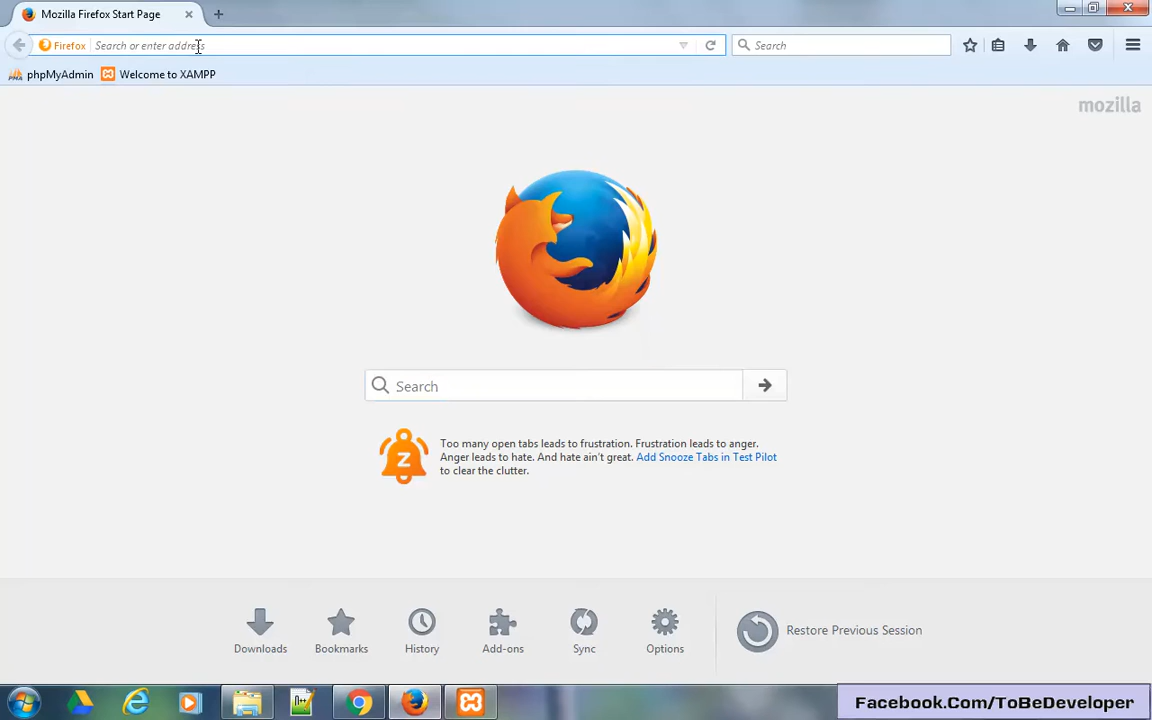 Mozilla Firefox Start Page
Firefox Search or enter address
Search
phpMyAdmin Welcome to XAMPP
mozilla
Search
Too many open tabs leads to frustration. Frustration leads to anger.
Anger leads to hate. And hate ain't great. Add Snooze Tabs in Test Pilot
to clear the clutter.
z
Downloads Bookmarks History Add-ons Sync Options Restore Previous Session
Facebook.Com/ToBeDeveloper